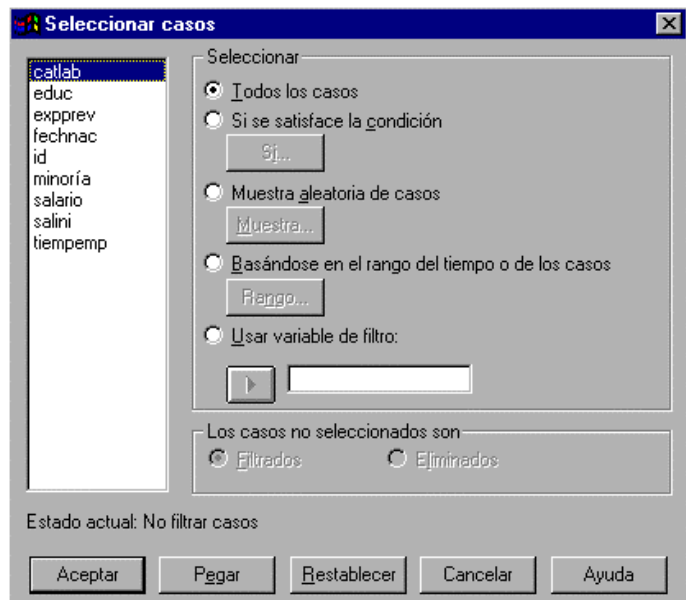 Seleccionar casos
catlab
educ
expprev
fechnac
id
minoría
salario
salini
tiempemp
Seleccionar
Todos los casos
Si se satisface la condición
Si...
Muestra aleatoria de casos
Muestra...
Basándose en el rango del tiempo o de los casos
Rango...
Usar variable de filtro:
Los casos no seleccionados son
Filtrados Eliminados
Estado actual: No filtrar casos
Aceptar Pegar Restablecer Cancelar Ayuda